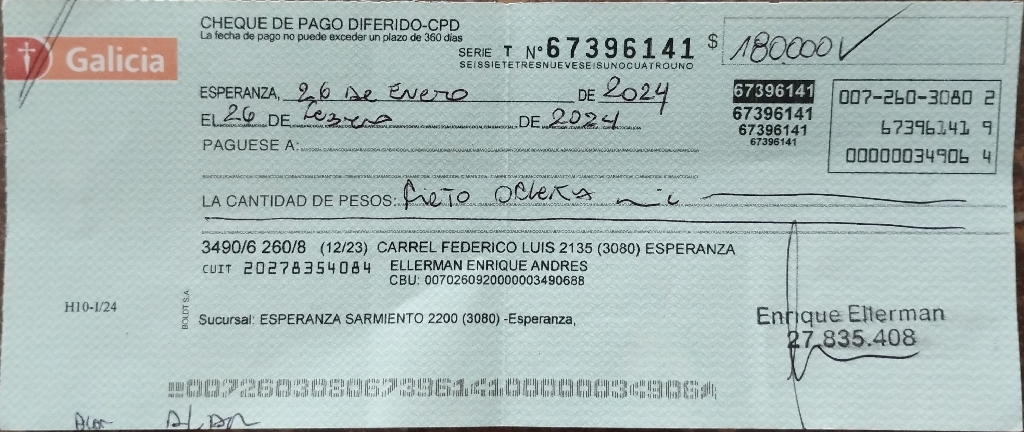 CHEQUE DE PAGO DIFERIDO-CPD
La fecha de pago no puede exceder un plazo de 360 días
Galicia
SERIE T N° 67396141 $ 180000
SEISSIETETRESNUEVESEISUNOCUATROUNO
ESPERANZA, 26 DE Enero DE 2024
67396141
67396141
67396141
67396141
007-260-3080 2
67396141 9
00000034906 4
EL 26 DE DE 2024
PAGUESE A:
LA CANTIDAD DE PESOS: Ciento Ochenta mil
3490/6 260/8 (12/23) CARREL FEDERICO LUIS 2135 (3080) ESPERANZA
CUIT 20278354084 ELLERMAN ENRIQUE ANDRES
CBU: 0070260920000003490688
H10-I/24
BOLDT S.A.
Sucursal: ESPERANZA SARMIENTO 2200 (3080) -Esperanza,
Enrique Ellerman
27.835.408